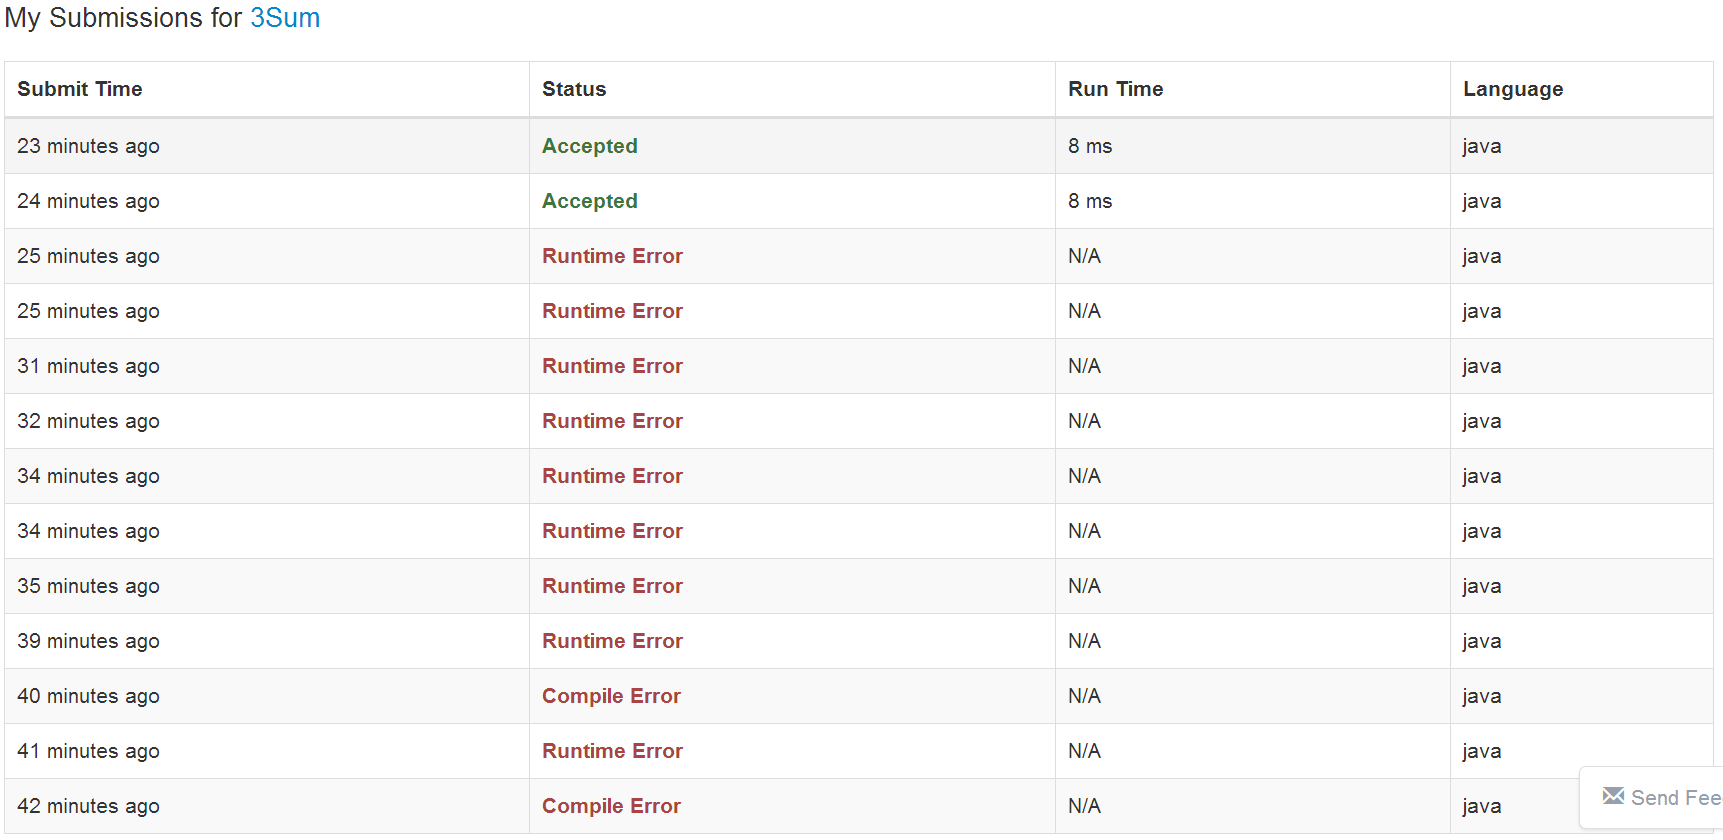 My Submissions for 3Sum
Submit Time Status Run Time Language
23 minutes ago Accepted 8 ms java
24 minutes ago Accepted 8 ms java
25 minutes ago Runtime Error N/A java
25 minutes ago Runtime Error N/A java
31 minutes ago Runtime Error N/A java
32 minutes ago Runtime Error N/A java
34 minutes ago Runtime Error N/A java
34 minutes ago Runtime Error N/A java
35 minutes ago Runtime Error N/A java
39 minutes ago Runtime Error N/A java
40 minutes ago Compile Error N/A java
41 minutes ago Runtime Error N/A java
42 minutes ago Compile Error N/A java
Send Fee